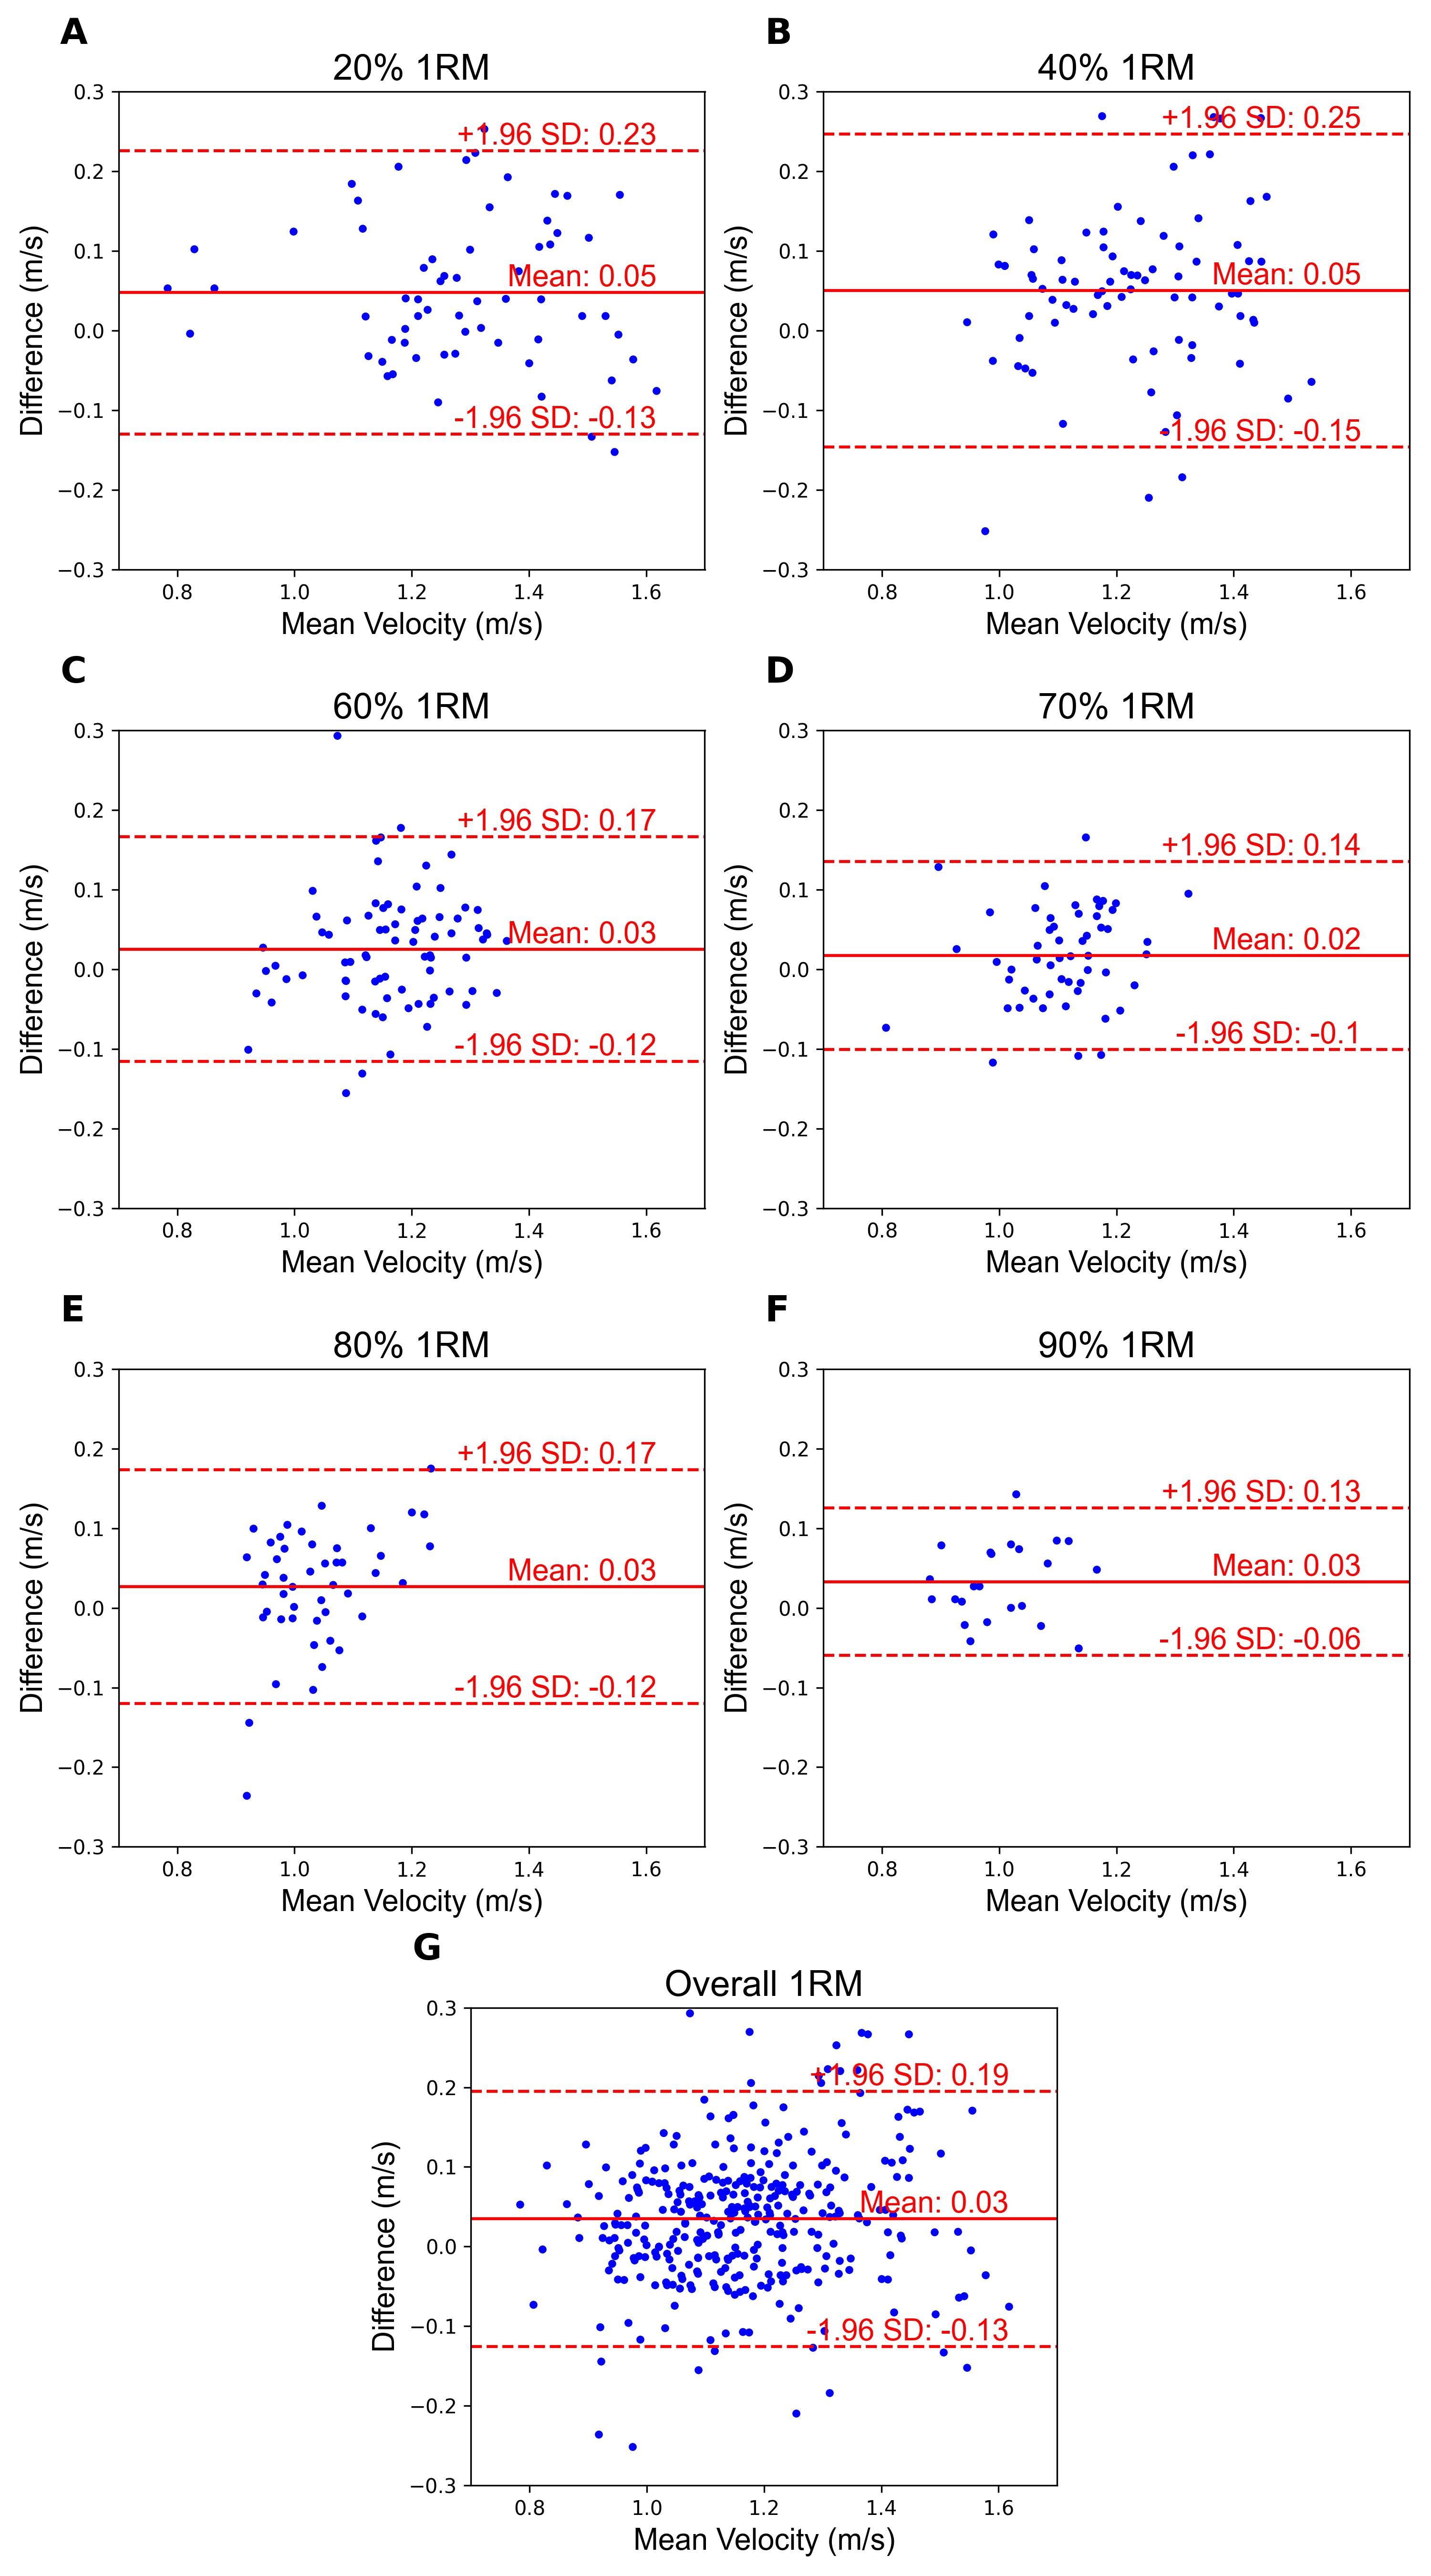 A
20% 1RM
0.3
0.2
0.1
0.0
−0.1
−0.2
−0.3
Difference (m/s)
+1.96 SD: 0.23
Mean: 0.05
-1.96 SD: -0.13
0.8 1.0 1.2 1.4 1.6
Mean Velocity (m/s)
B
40% 1RM
0.3
0.2
0.1
0.0
−0.1
−0.2
−0.3
Difference (m/s)
+1.96 SD: 0.25
Mean: 0.05
-1.96 SD: -0.15
0.8 1.0 1.2 1.4 1.6
Mean Velocity (m/s)
C
60% 1RM
0.3
0.2
0.1
0.0
−0.1
−0.2
−0.3
Difference (m/s)
+1.96 SD: 0.17
Mean: 0.03
-1.96 SD: -0.12
0.8 1.0 1.2 1.4 1.6
Mean Velocity (m/s)
D
70% 1RM
0.3
0.2
0.1
0.0
−0.1
−0.2
−0.3
Difference (m/s)
+1.96 SD: 0.14
Mean: 0.02
-1.96 SD: -0.1
0.8 1.0 1.2 1.4 1.6
Mean Velocity (m/s)
E
80% 1RM
0.3
0.2
0.1
0.0
−0.1
−0.2
−0.3
Difference (m/s)
+1.96 SD: 0.17
Mean: 0.03
-1.96 SD: -0.12
0.8 1.0 1.2 1.4 1.6
Mean Velocity (m/s)
F
90% 1RM
0.3
0.2
0.1
0.0
−0.1
−0.2
−0.3
Difference (m/s)
+1.96 SD: 0.13
Mean: 0.03
-1.96 SD: -0.06
0.8 1.0 1.2 1.4 1.6
Mean Velocity (m/s)
G
Overall 1RM
0.3
0.2
0.1
0.0
−0.1
−0.2
−0.3
Difference (m/s)
+1.96 SD: 0.19
Mean: 0.03
-1.96 SD: -0.13
0.8 1.0 1.2 1.4 1.6
Mean Velocity (m/s)